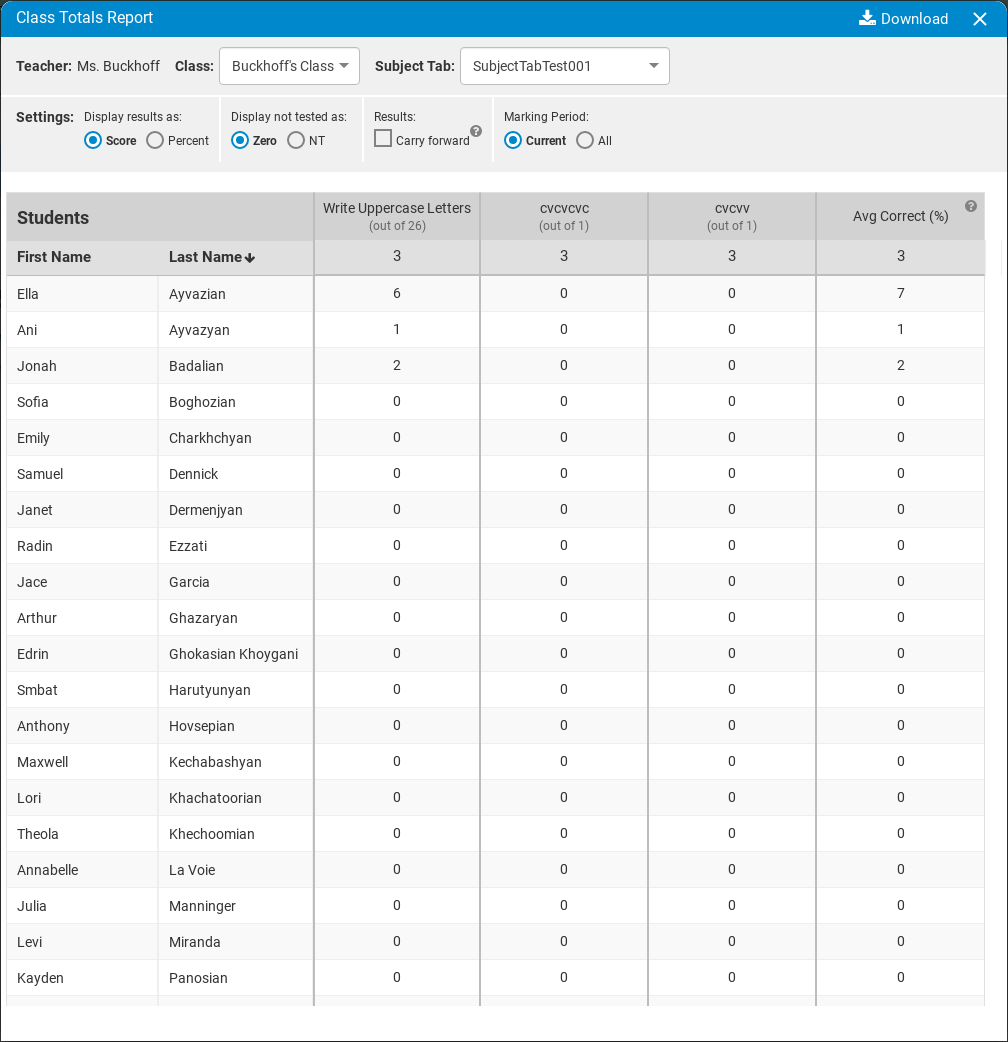 Class Totals Report Download
Teacher: Ms. Buckhoff Class: Buckhoff's Class Subject Tab: SubjectTabTest001
Settings: Display results as: Display not tested as: Results: Marking Period:
Score Percent Zero NT Carry forward ? Current All
Students Write Uppercase Letters cvcvcvc cvcvv Avg Correct (%) ?
(out of 26) (out of 1) (out of 1)
First Name Last Name 3 3 3 3
Ella Ayvazian 6 0 0 7
Ani Ayvazyan 1 0 0 1
Jonah Badalian 2 0 0 2
Sofia Boghozian 0 0 0 0
Emily Charkhchyan 0 0 0 0
Samuel Dennick 0 0 0 0
Janet Dermenjyan 0 0 0 0
Radin Ezzati 0 0 0 0
Jace Garcia 0 0 0 0
Arthur Ghazaryan 0 0 0 0
Edrin Ghokasian Khoygani 0 0 0 0
Smbat Harutyunyan 0 0 0 0
Anthony Hovsepian 0 0 0 0
Maxwell Kechabashyan 0 0 0 0
Lori Khachatoorian 0 0 0 0
Theola Khechoomian 0 0 0 0
Annabelle La Voie 0 0 0 0
Julia Manninger 0 0 0 0
Levi Miranda 0 0 0 0
Kayden Panosian 0 0 0 0